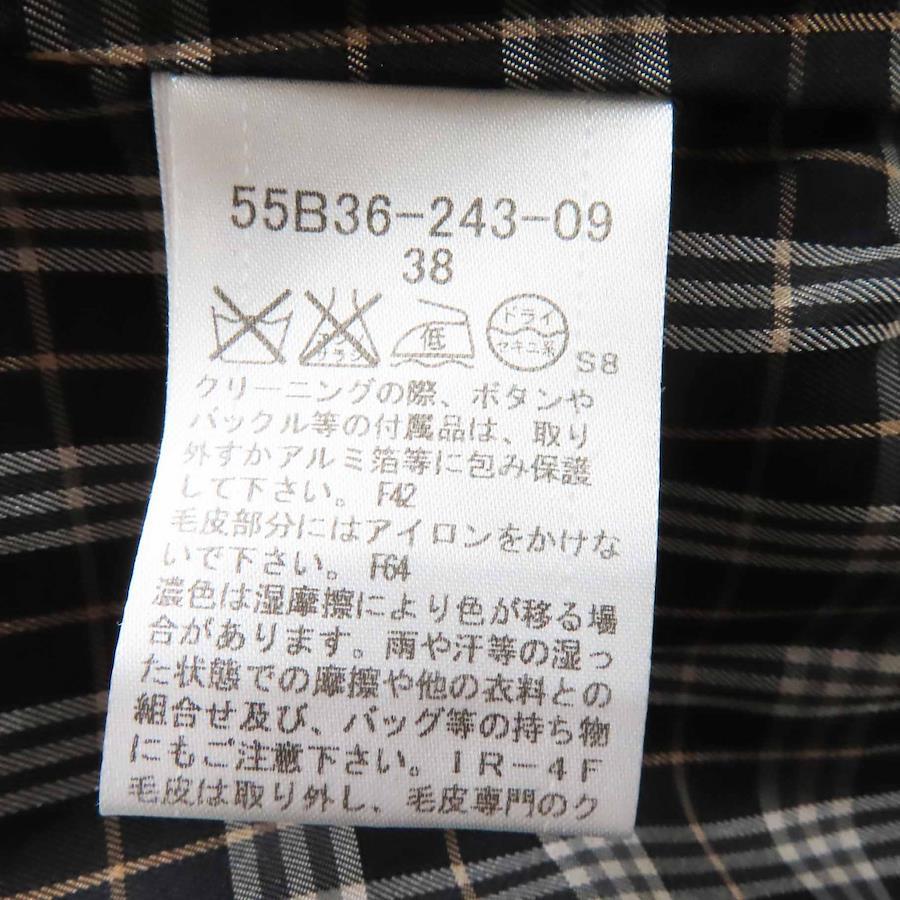 55B36-243-09
38
低 ドライ
セキユ系
S8
クリーニングの際、ボタンや
バックル等の付属品は、取り
外すかアルミ箔等に包み保護
して下さい。 F42
毛皮部分にはアイロンをかけな
いで下さい。 F64
濃色は湿摩擦により色が移る場
合があります。雨や汗等の湿っ
た状態での摩擦や他の衣料との
組合せ及び、バッグ等の持ち物
にもご注意下さい。IR-4F
毛皮は取り外し、毛皮専門のク